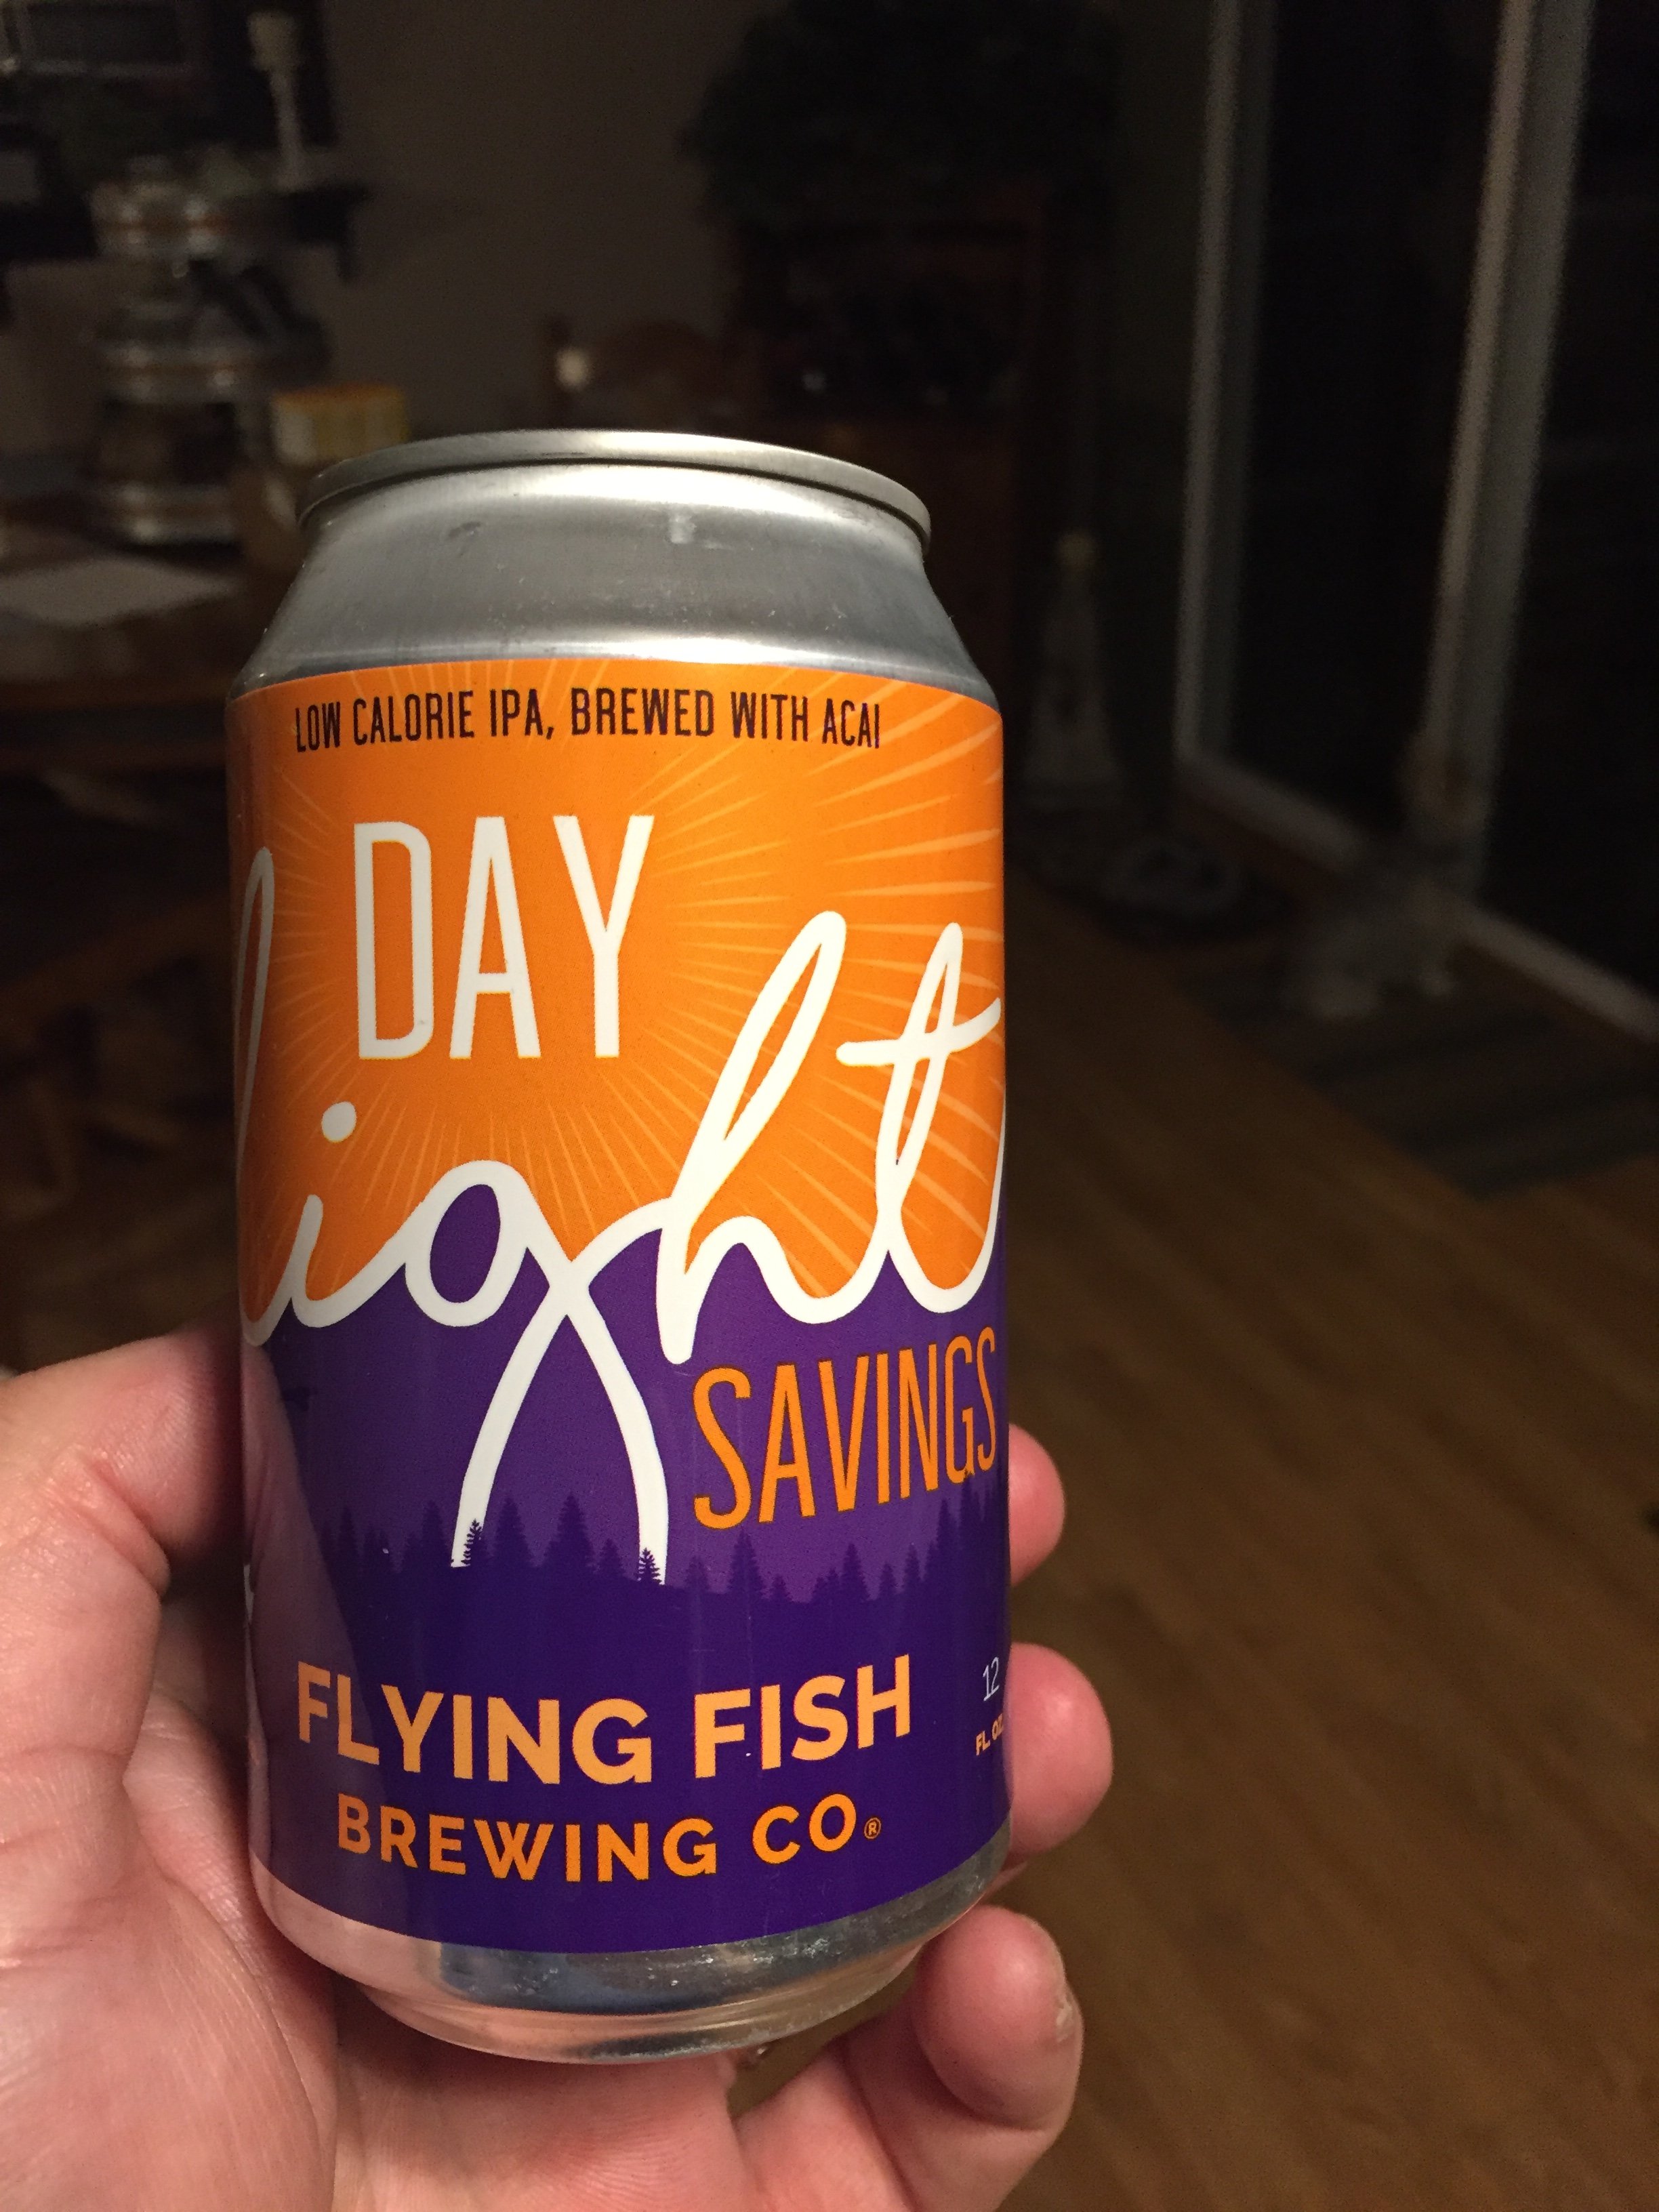 LOW CALORIE IPA, BREWED WITH ACAI
DAY
light
SAVINGS
FLYING FISH
BREWING CO®
12
FL. OZ.